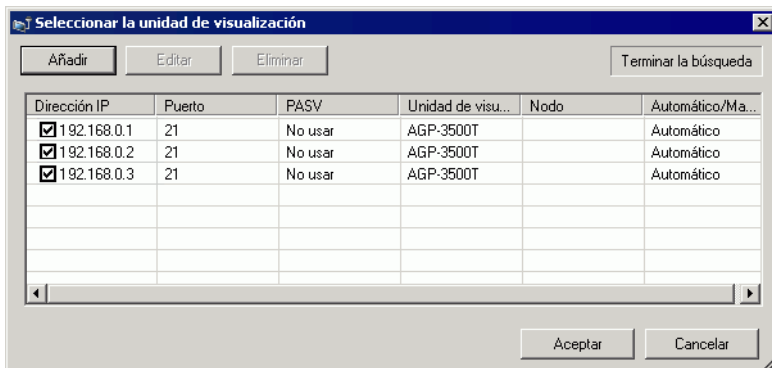 Seleccionar la unidad de visualización
Añadir Editar Eliminar Terminar la búsqueda
Dirección IP Puerto PASV Unidad de visu... Nodo Automático/Ma...
192.168.0.1 21 No usar AGP-3500T Automático
192.168.0.2 21 No usar AGP-3500T Automático
192.168.0.3 21 No usar AGP-3500T Automático
Aceptar Cancelar